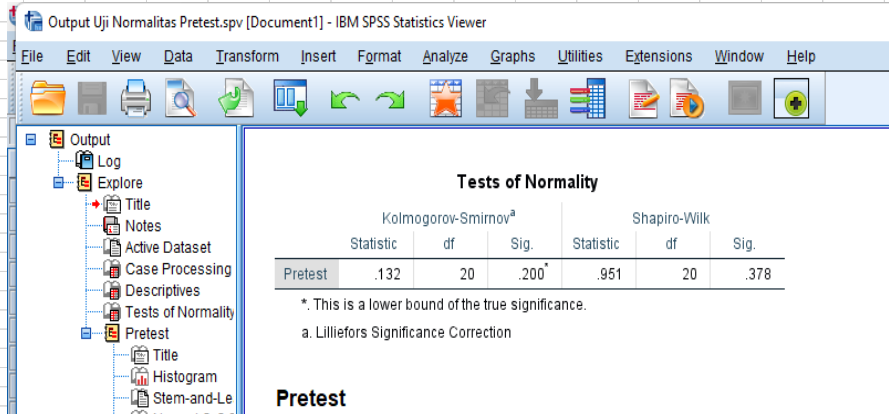 Output Uji Normalitas Pretest.spv [Document1] - IBM SPSS Statistics Viewer
File Edit View Data Transform Insert Format Analyze Graphs Utilities Extensions Window Help
Output
Log
Explore
Title
Notes
Active Dataset
Case Processing
Descriptives
Tests of Normality
Pretest
Title
Histogram
Stem-and-Le
Tests of Normality
Kolmogorov-Smirnovª Shapiro-Wilk
Statistic df Sig. Statistic df Sig.
Pretest .132 20 .200* .951 20 .378
*. This is a lower bound of the true significance.
a. Lilliefors Significance Correction
Pretest